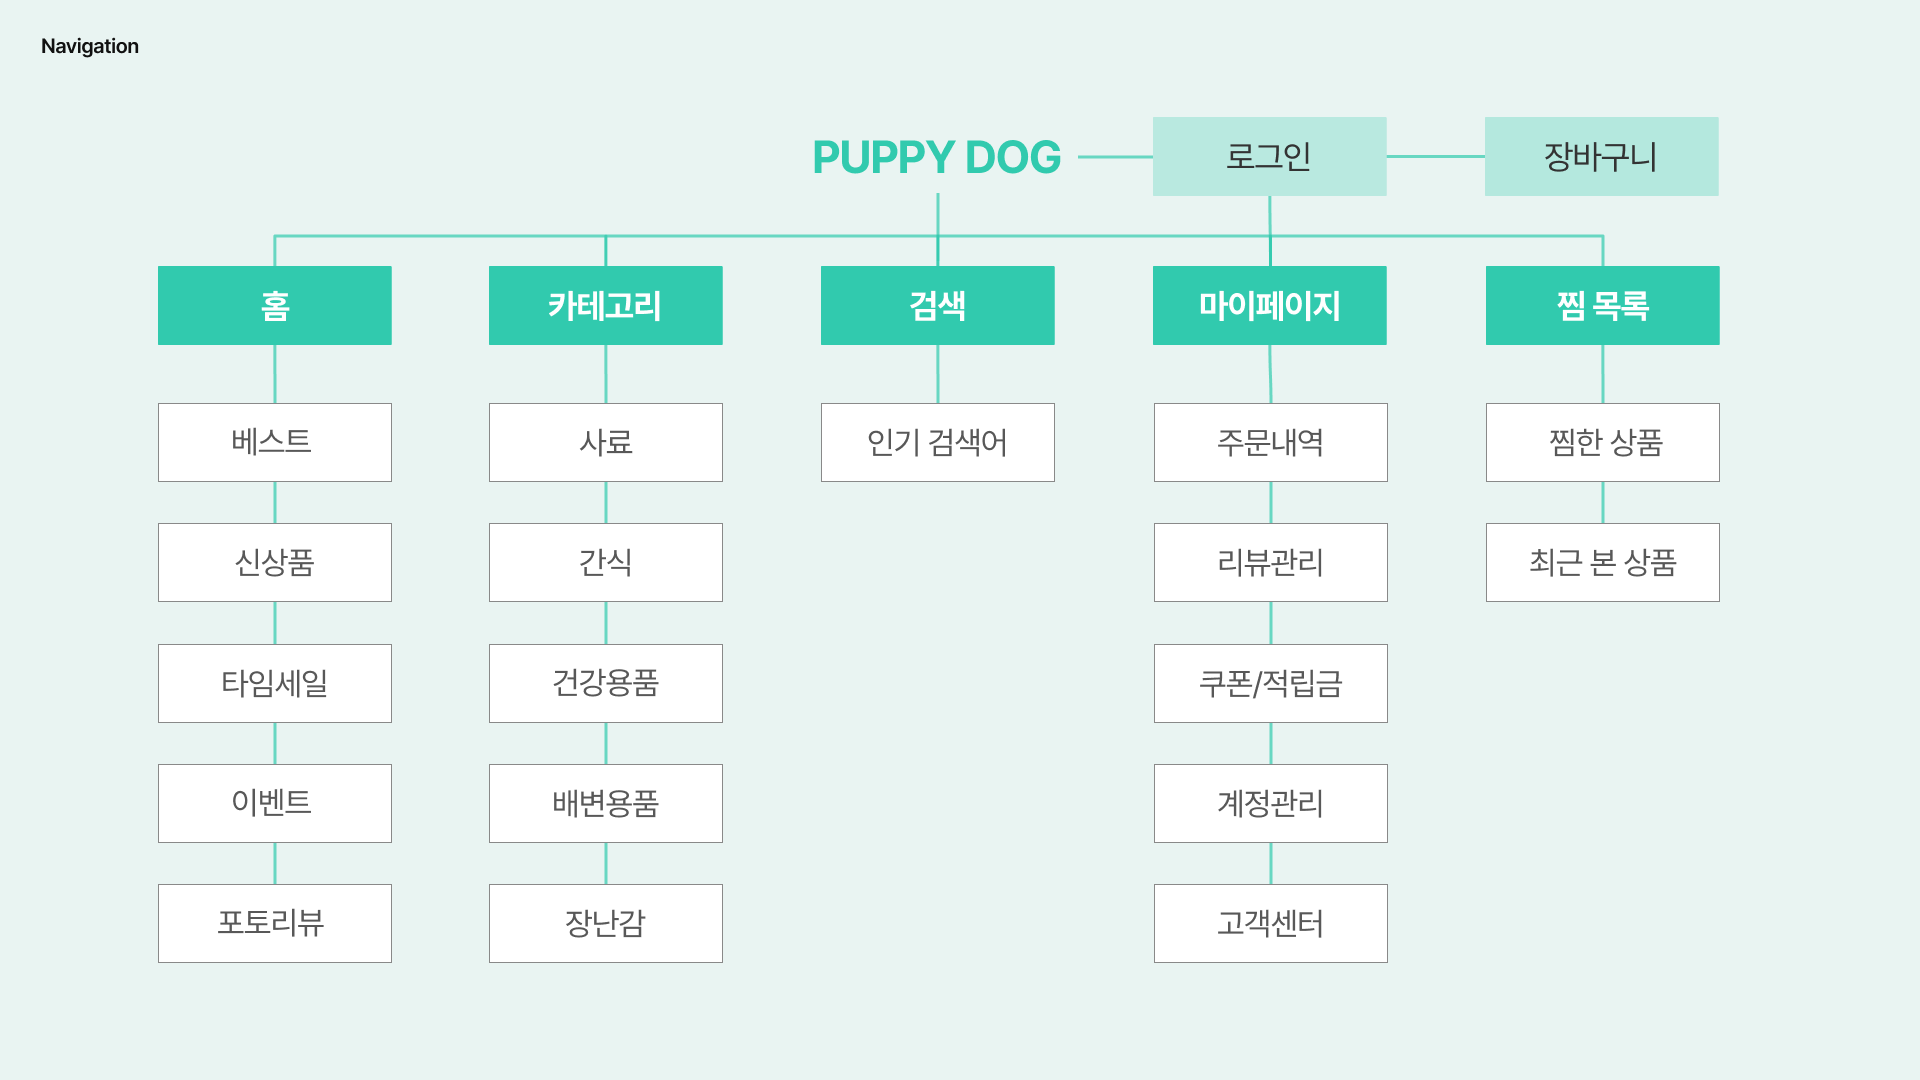 Navigation
PUPPY DOG
로그인
장바구니
홈
카테고리
검색
마이페이지
찜 목록
베스트
사료
인기 검색어
주문내역
찜한 상품
신상품
간식
리뷰관리
최근 본 상품
타임세일
건강용품
쿠폰/적립금
이벤트
배변용품
계정관리
포토리뷰
장난감
고객센터